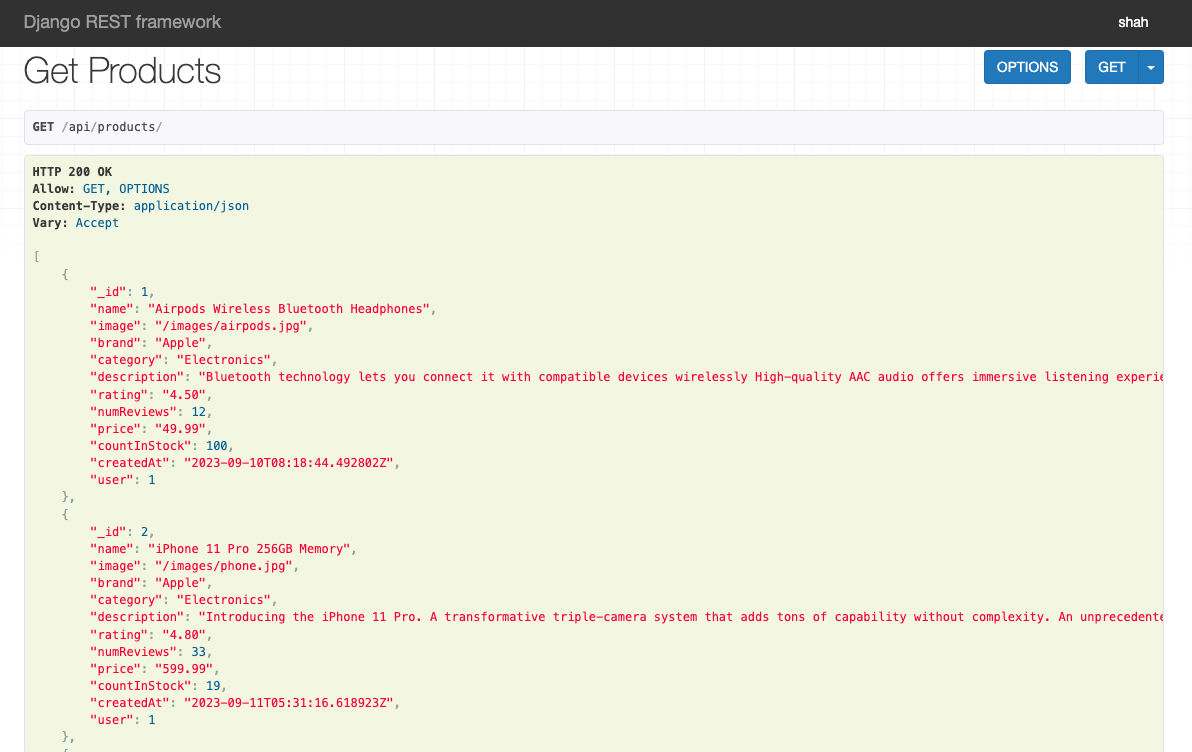 Django REST framework
shah
Get Products
OPTIONS
GET
GET /api/products/
HTTP 200 OK
Allow: GET, OPTIONS
Content-Type: application/json
Vary: Accept
[
    {
        "_id": 1,
        "name": "Airpods Wireless Bluetooth Headphones",
        "image": "/images/airpods.jpg",
        "brand": "Apple",
        "category": "Electronics",
        "description": "Bluetooth technology lets you connect it with compatible devices wirelessly High-quality AAC audio offers immersive listening experie
        "rating": "4.50",
        "numReviews": 12,
        "price": "49.99",
        "countInStock": 100,
        "createdAt": "2023-09-10T08:18:44.492802Z",
        "user": 1
    },
    {
        "_id": 2,
        "name": "iPhone 11 Pro 256GB Memory",
        "image": "/images/phone.jpg",
        "brand": "Apple",
        "category": "Electronics",
        "description": "Introducing the iPhone 11 Pro. A transformative triple-camera system that adds tons of capability without complexity. An unprecedente
        "rating": "4.80",
        "numReviews": 33,
        "price": "599.99",
        "countInStock": 19,
        "createdAt": "2023-09-11T05:31:16.618923Z",
        "user": 1
    },